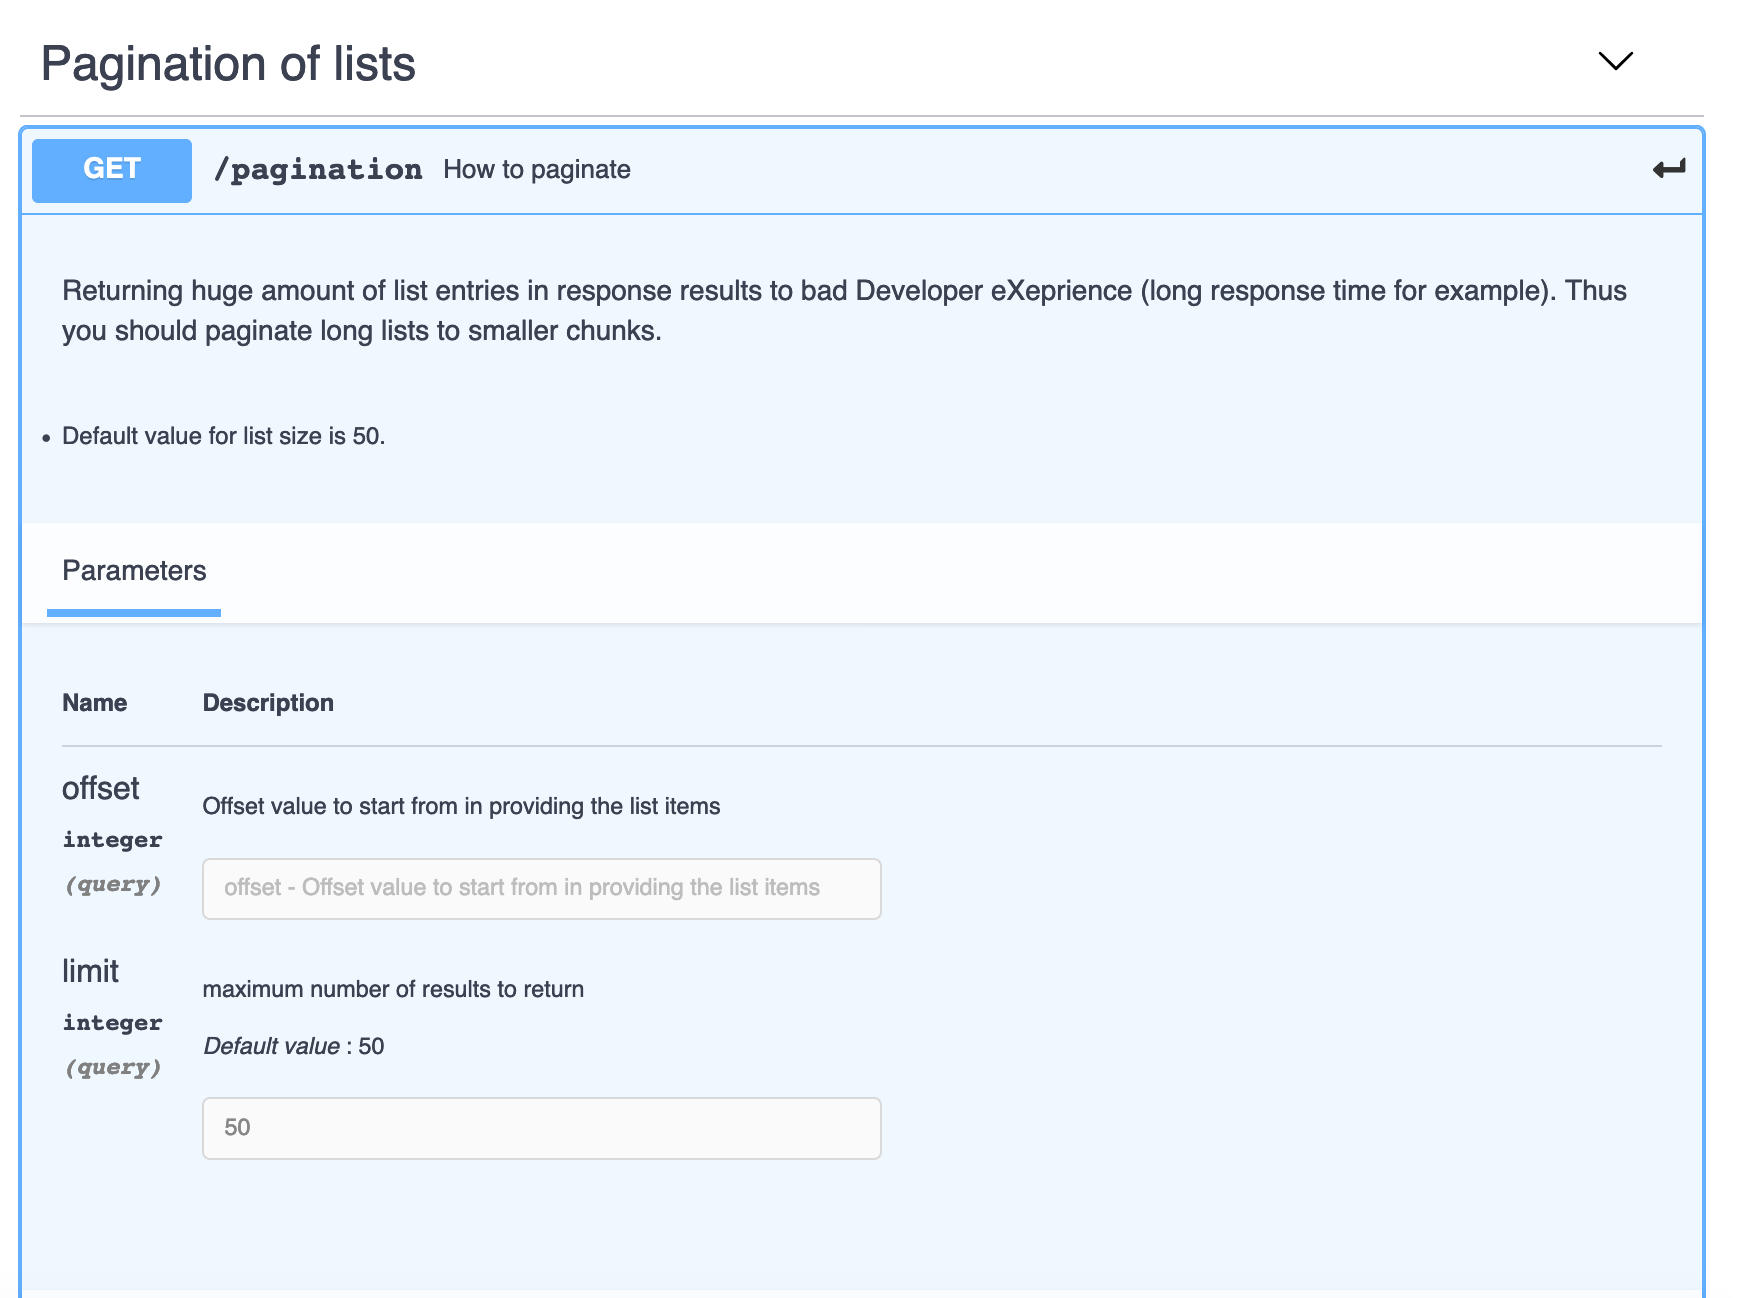 Pagination of lists
GET /pagination How to paginate
Returning huge amount of list entries in response results to bad Developer eXeprience (long response time for example). Thus
you should paginate long lists to smaller chunks.
• Default value for list size is 50.
Parameters
Name Description
offset
Offset value to start from in providing the list items
integer
(query)
offset - Offset value to start from in providing the list items
limit
maximum number of results to return
integer
Default value : 50
(query)
50